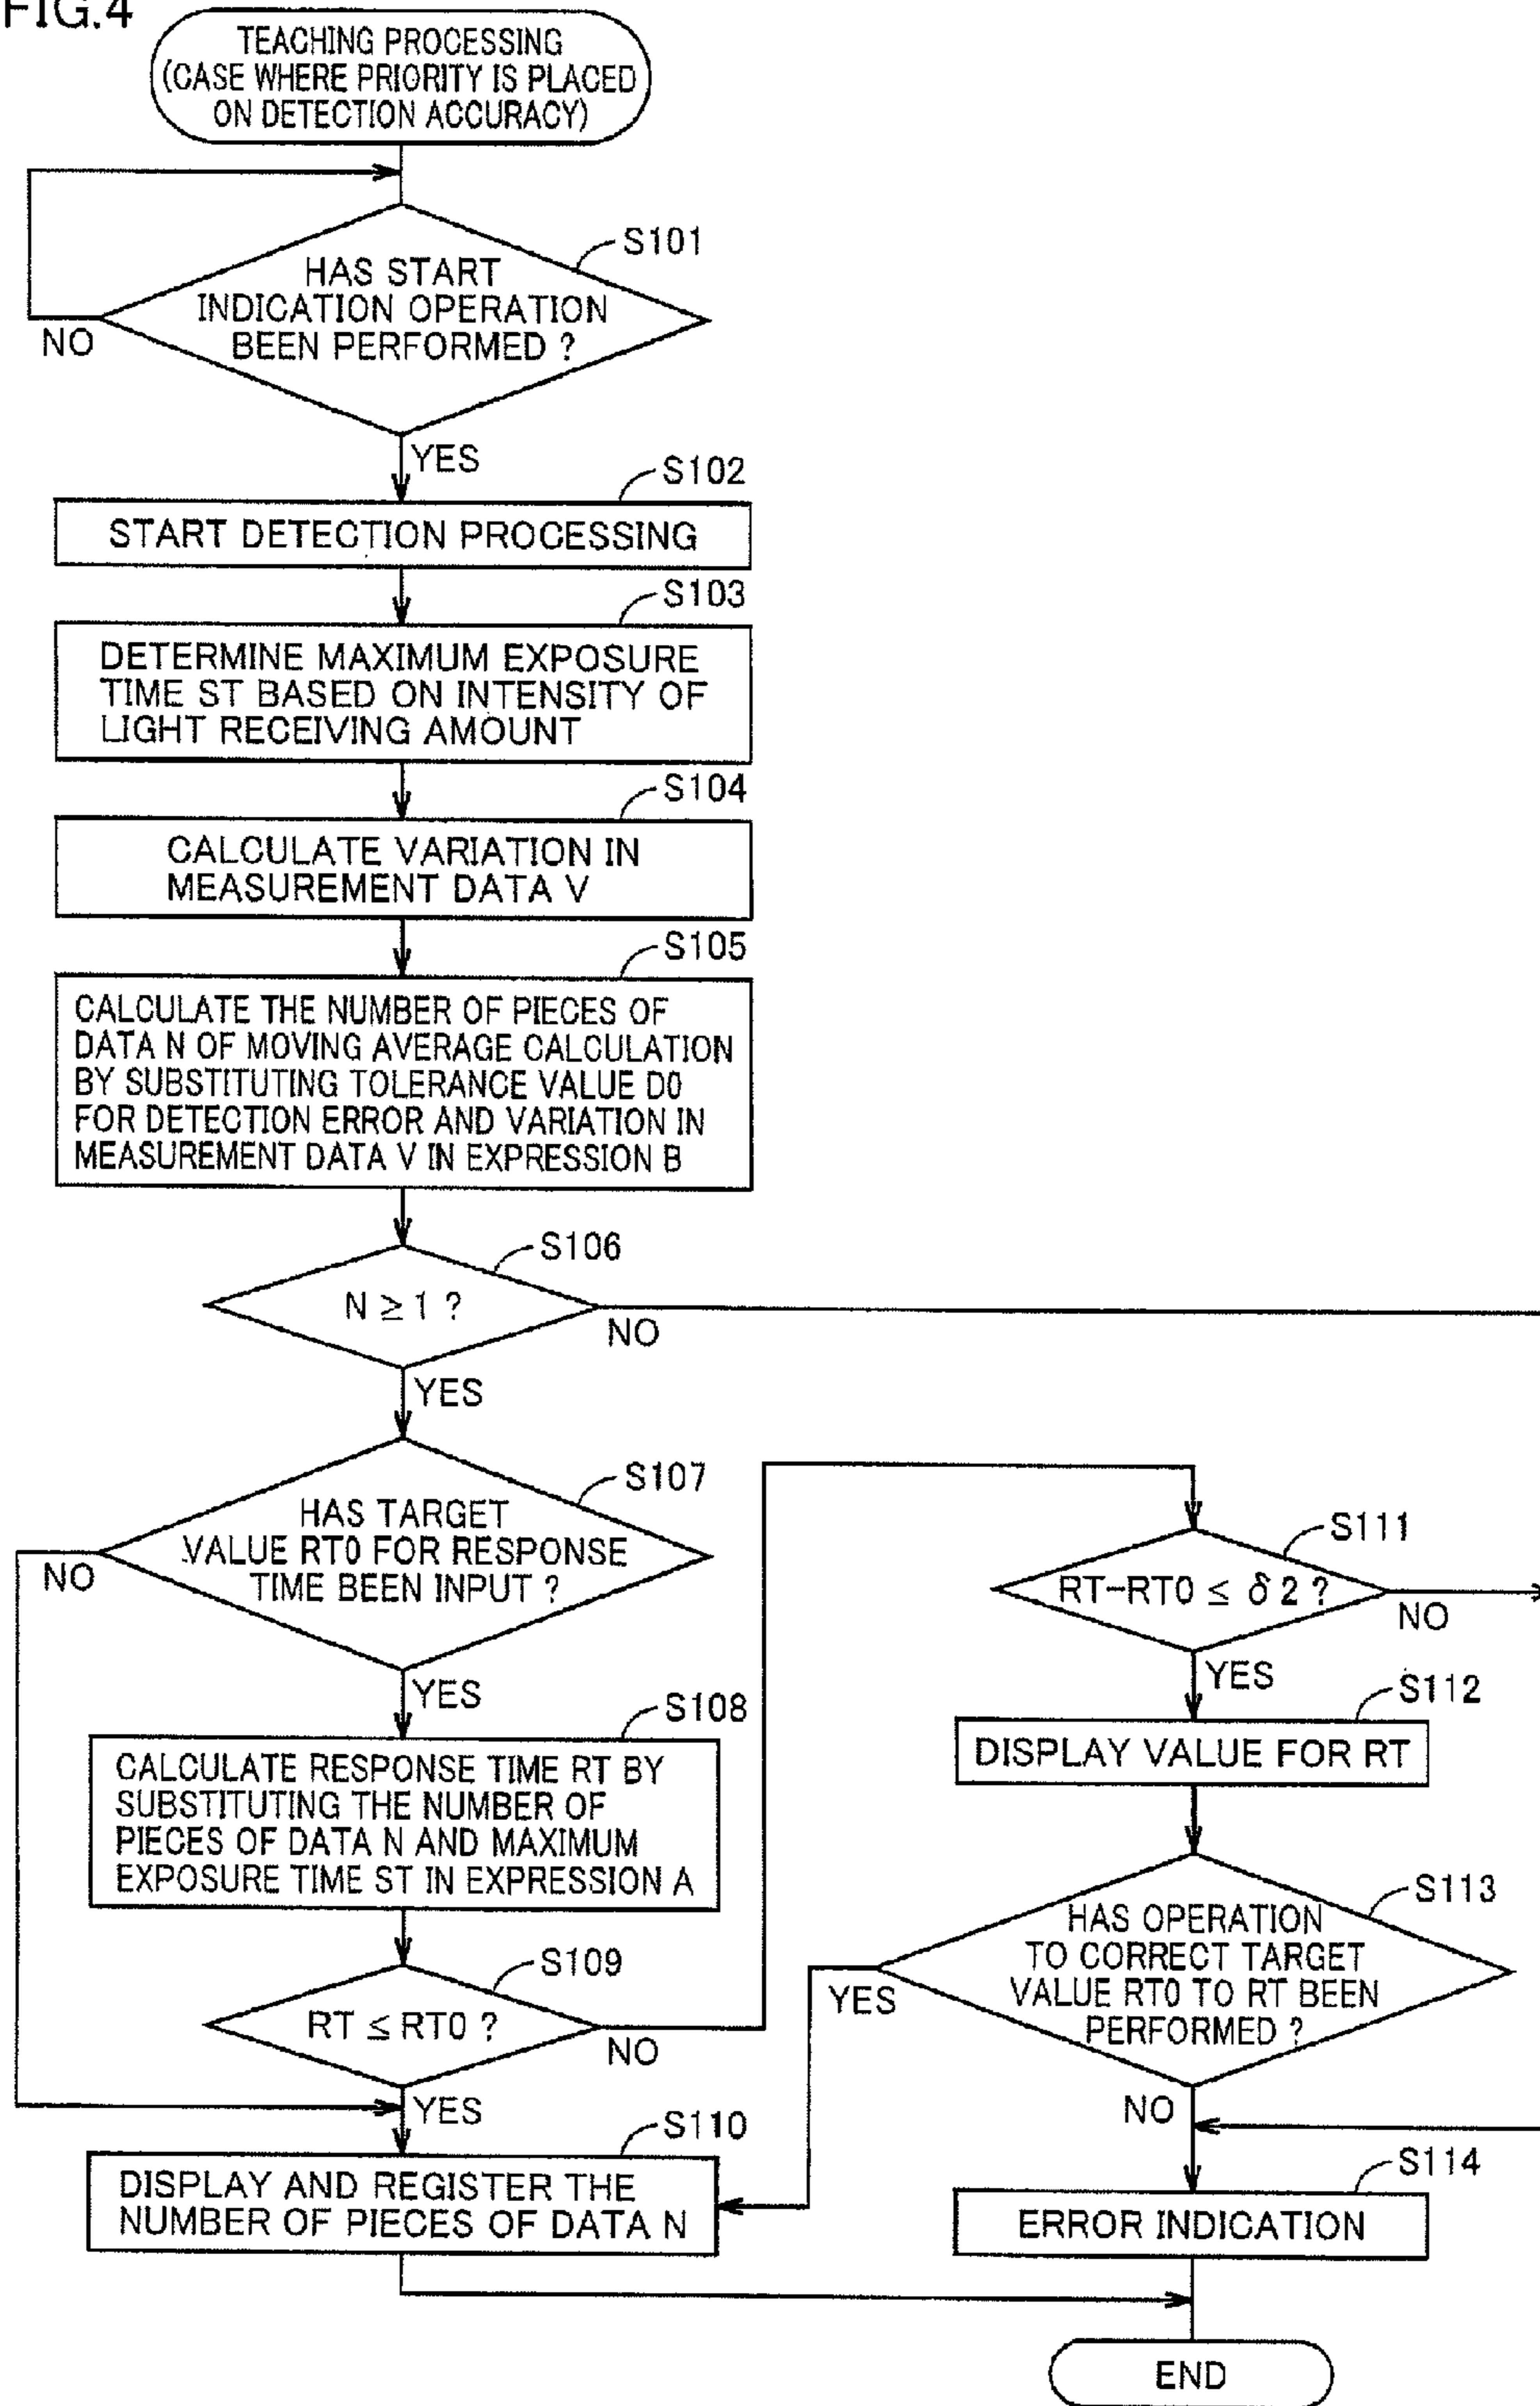 FIG.4
TEACHING PROCESSING
(CASE WHERE PRIORITY IS PLACED
ON DETECTION ACCURACY)
S101
HAS START
INDICATION OPERATION
BEEN PERFORMED ?
NO
YES
S102
START DETECTION PROCESSING
S103
DETERMINE MAXIMUM EXPOSURE
TIME ST BASED ON INTENSITY OF
LIGHT RECEIVING AMOUNT
S104
CALCULATE VARIATION IN
MEASUREMENT DATA V
S105
CALCULATE THE NUMBER OF PIECES OF
DATA N OF MOVING AVERAGE CALCULATION
BY SUBSTITUTING TOLERANCE VALUE D0
FOR DETECTION ERROR AND VARIATION IN
MEASUREMENT DATA V IN EXPRESSION B
S106
N ≥ 1 ?
NO
YES
S107
HAS TARGET
VALUE RT0 FOR RESPONSE
TIME BEEN INPUT ?
NO
YES
S108
CALCULATE RESPONSE TIME RT BY
SUBSTITUTING THE NUMBER OF
PIECES OF DATA N AND MAXIMUM
EXPOSURE TIME ST IN EXPRESSION A
S109
RT ≤ RT0 ?
NO
YES
S110
DISPLAY AND REGISTER THE
NUMBER OF PIECES OF DATA N
S111
RT-RT0 ≤ δ2 ?
NO
YES
S112
DISPLAY VALUE FOR RT
S113
HAS OPERATION
TO CORRECT TARGET
VALUE RT0 TO RT BEEN
PERFORMED ?
YES
NO
S114
ERROR INDICATION
END